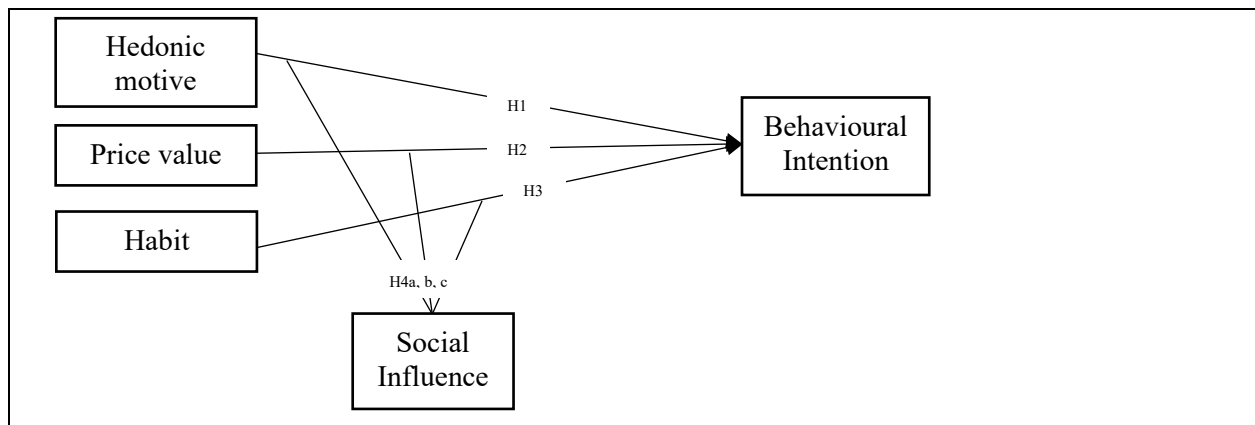 Hedonic
motive
Price value
Habit
H1
H2
H3
H4a, b, c
Behavioural
Intention
Social
Influence